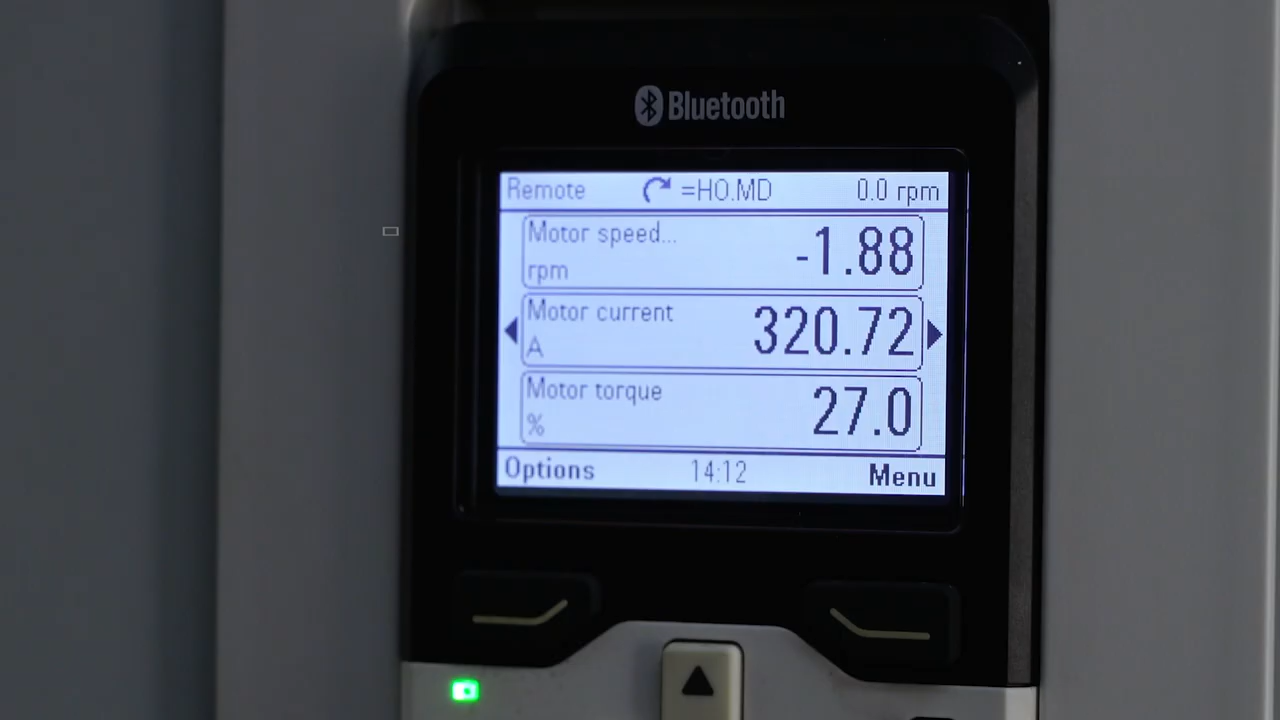 Bluetooth
Remote =HO.MD 0.0 rpm
Motor speed... -1.88
rpm
Motor current 320.72
A
Motor torque 27.0
%
Options 14:12 Menu